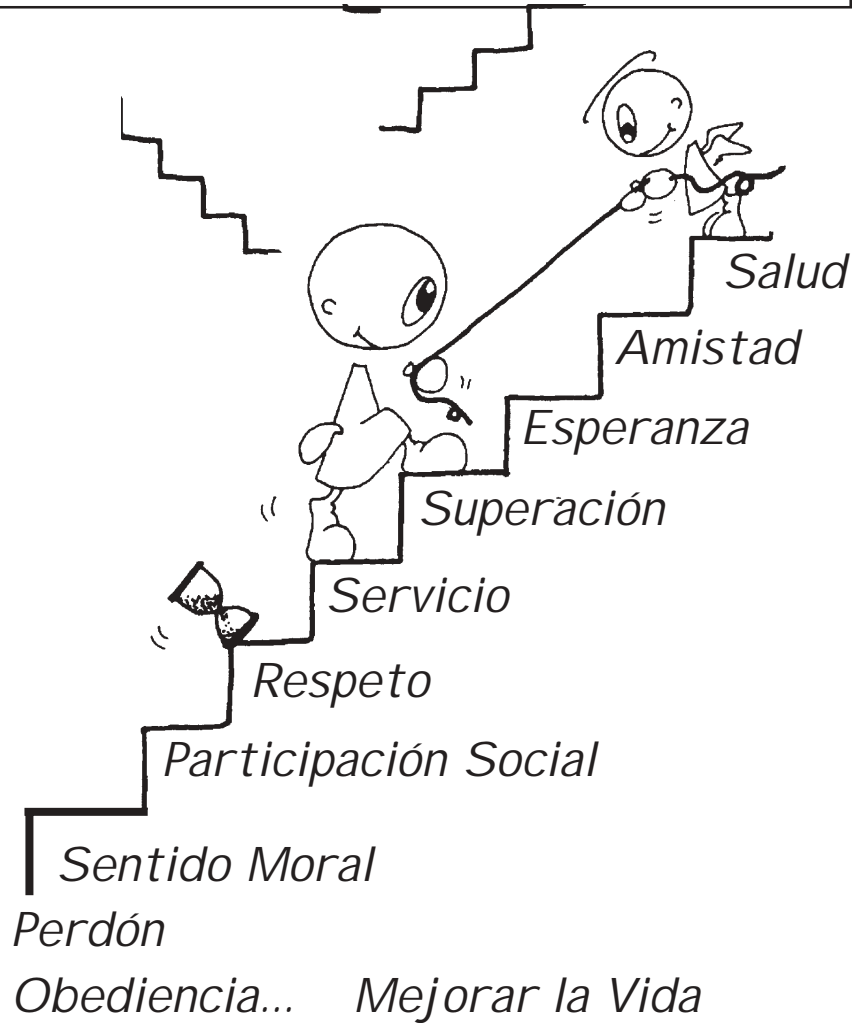 Salud
Amistad
Esperanza
Superación
Servicio
Respeto
Participación Social
Sentido Moral
Perdón
Obediencia... Mejorar la Vida